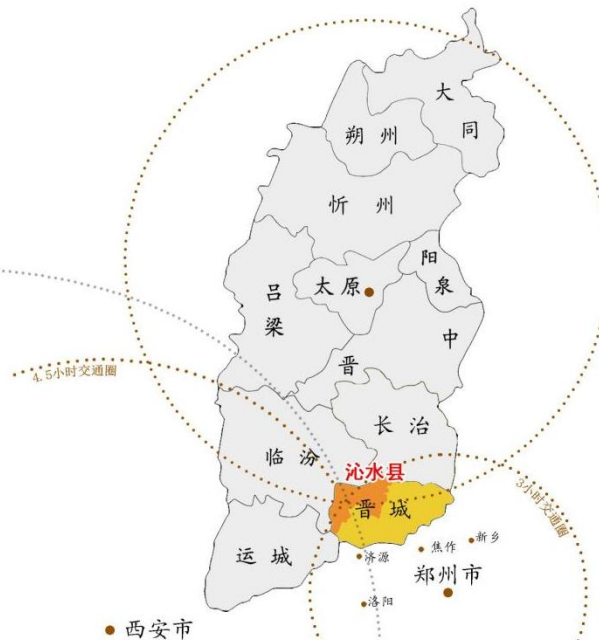 大同
朔州
忻州
阳泉
太原
吕梁
晋中
4.5小时交通圈
长治
临汾
沁水县
3小时交通圈
晋城
运城
济源
焦作
新乡
郑州市
洛阳
西安市